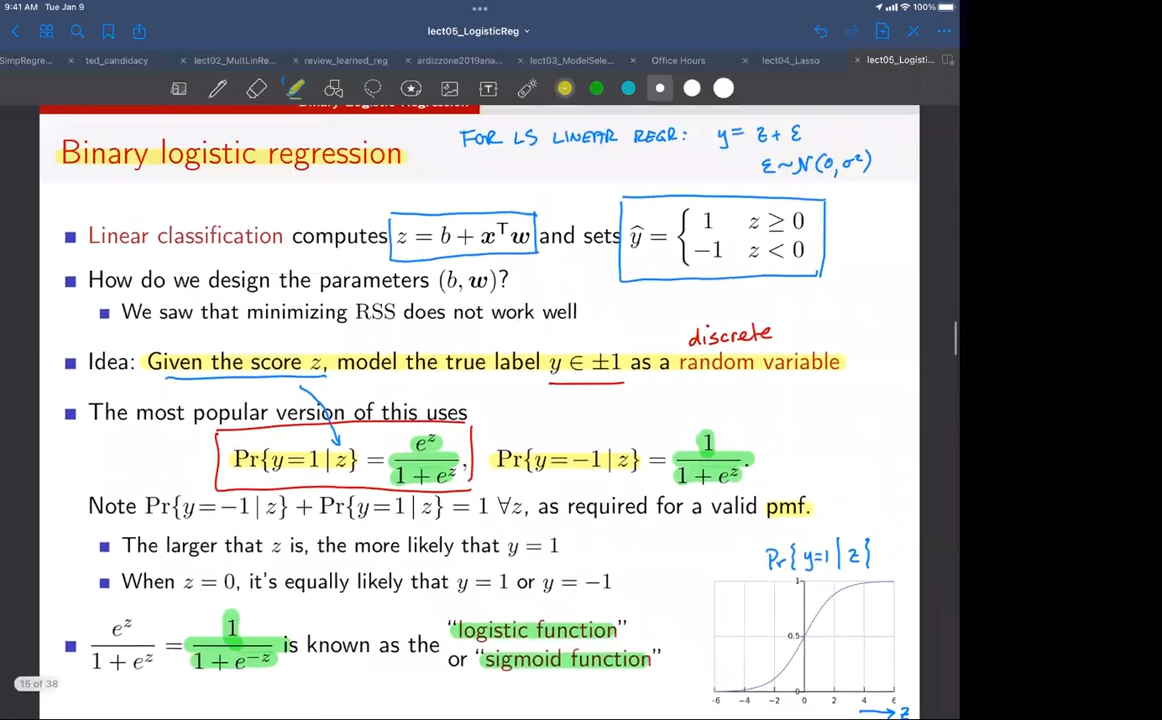 9:41 AM Tue Jan 9
100%
lect05_LogisticReg
SimpRegre...
ted_candidacy
lect02_MultLinRe...
review_learned_reg
ardizzone2019ana...
lect03_ModelSele...
Office Hours
lect04_Lasso
lect05_Logisti...
Binary Logistic Regression
Binary logistic regression
FOR LS LINEAR REGR: y = z + ε
ε ~ N(0, σ²)
Linear classification computes z = b + xᵀw and sets ŷ = { 1 z ≥ 0
−1 z < 0
How do we design the parameters (b, w)?
We saw that minimizing RSS does not work well
discrete
Idea: Given the score z, model the true label y ∈ ±1 as a random variable
The most popular version of this uses
Pr{y=1 | z} = e^z / (1 + e^z), Pr{y=−1 | z} = 1 / (1 + e^z).
Note Pr{y=−1 | z} + Pr{y=1 | z} = 1 ∀z, as required for a valid pmf.
The larger that z is, the more likely that y = 1
Pr{y=1 | z}
When z = 0, it's equally likely that y = 1 or y = −1
e^z / (1 + e^z) = 1 / (1 + e^−z) is known as the "logistic function"
or "sigmoid function"
1
0.5
0
-6 -4 -2 0 2 4 6
→ z
15 of 38